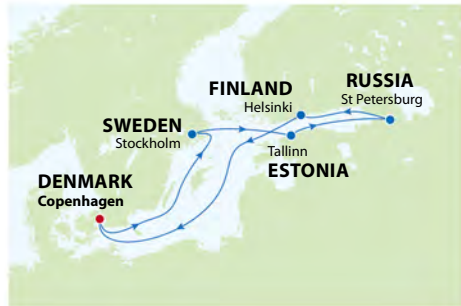 RUSSIA
St Petersburg
FINLAND
Helsinki
SWEDEN
Stockholm
Tallinn
ESTONIA
DENMARK
Copenhagen